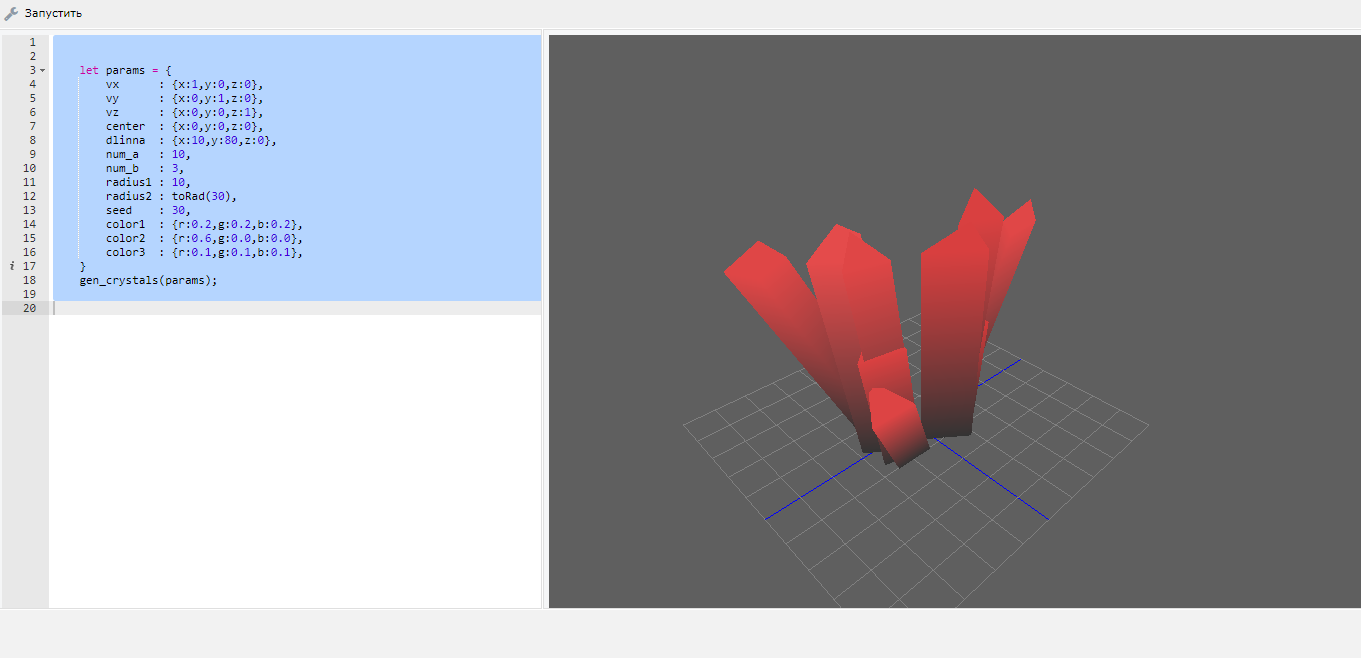 Запустить
1
2
3 let params = {
4 vx : {x:1,y:0,z:0},
5 vy : {x:0,y:1,z:0},
6 vz : {x:0,y:0,z:1},
7 center : {x:0,y:0,z:0},
8 dlinna : {x:10,y:80,z:0},
9 num_a : 10,
10 num_b : 3,
11 radius1 : 10,
12 radius2 : toRad(30),
13 seed : 30,
14 color1 : {r:0.2,g:0.2,b:0.2},
15 color2 : {r:0.6,g:0.0,b:0.0},
16 color3 : {r:0.1,g:0.1,b:0.1},
i 17 }
18 gen_crystals(params);
19
20